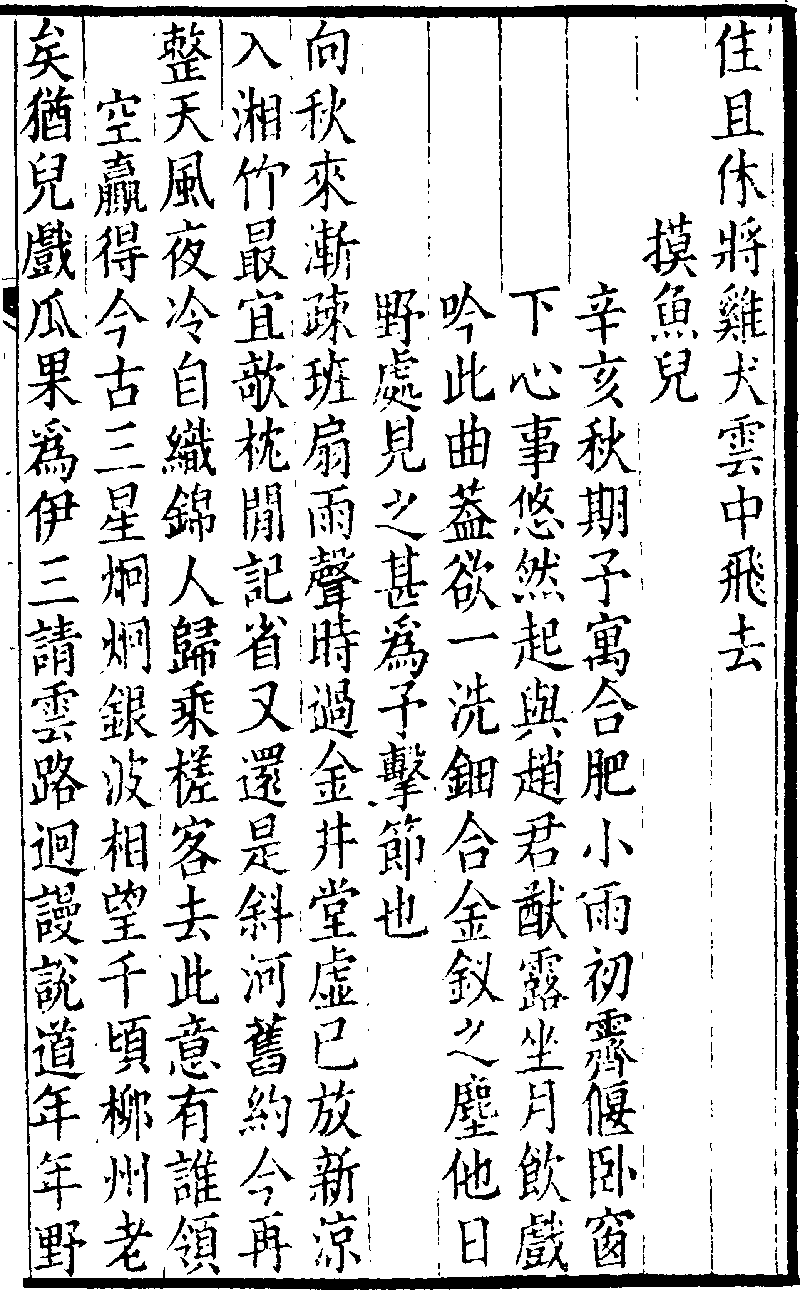 住且休將雞犬雲中飛去
摸魚兒
辛亥秋期予寓合肥小雨初霽偃卧窗
下心事悠然起與趙君猷露坐月飲戲
吟此曲葢欲一洗鈿合金釵之塵他日
野處見之甚爲予擊節也
向秋來漸疎班扇雨聲時過金井堂虛已放新涼
入湘竹最宜欹枕閒記省又還是斜河舊約今再
整天風夜冷自織錦人歸乘槎客去此意有誰領
空贏得今古三星炯炯銀波相望千頃柳州老
矣猶兒戲瓜果爲伊三請雲路迥謾說道年年野